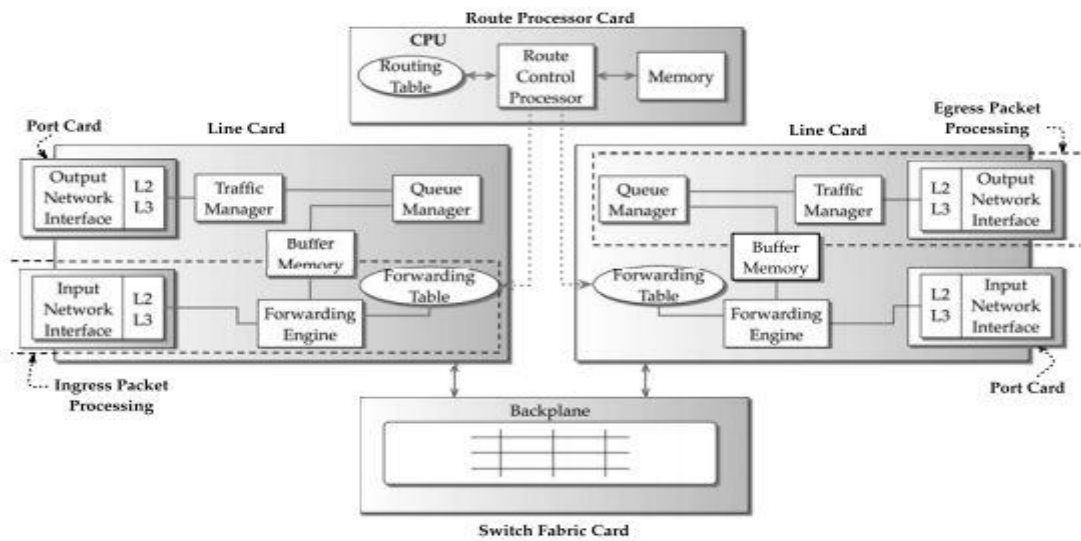 Route Processor Card
CPU
Routing
Table
Route
Control
Processor
Memory
Port Card
Line Card
Line Card
Egress Packet
Processing
Output
Network
Interface
L2
L3
Traffic
Manager
Queue
Manager
Buffer
Memory
Input
Network
Interface
L2
L3
Forwarding
Engine
Forwarding
Table
Ingress Packet
Processing
Queue
Manager
Traffic
Manager
L2
L3
Output
Network
Interface
Buffer
Memory
Forwarding
Table
Forwarding
Engine
L2
L3
Input
Network
Interface
Port Card
Backplane
Switch Fabric Card